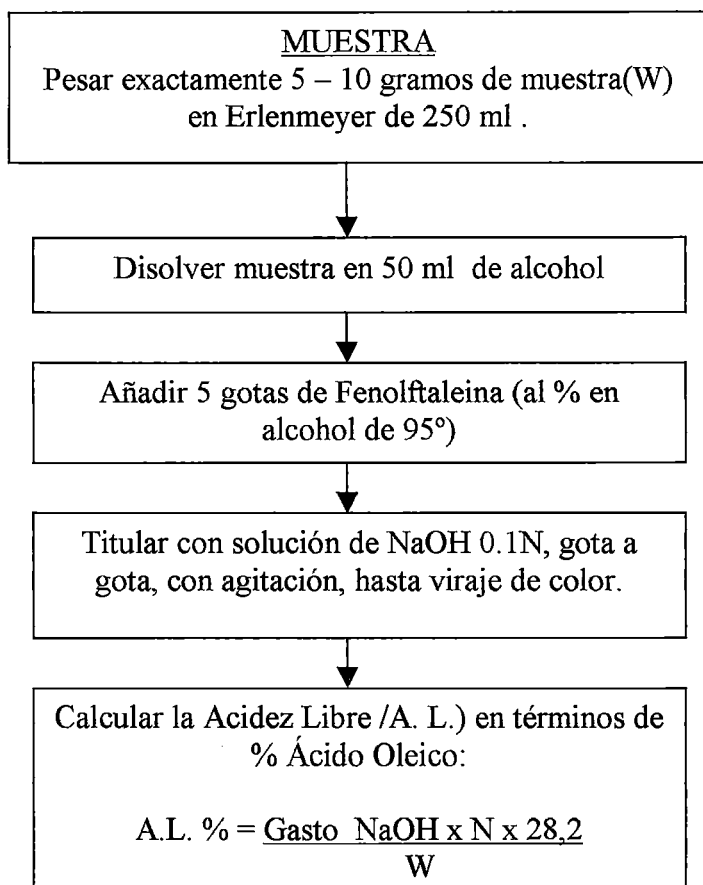 MUESTRA
Pesar exactamente 5 – 10 gramos de muestra(W)
en Erlenmeyer de 250 ml .
Disolver muestra en 50 ml de alcohol
Añadir 5 gotas de Fenolftaleina (al % en
alcohol de 95º)
Titular con solución de NaOH 0.1N, gota a
gota, con agitación, hasta viraje de color.
Calcular la Acidez Libre /A. L.) en términos de
% Ácido Oleico:
A.L. % = Gasto NaOH x N x 28,2
W